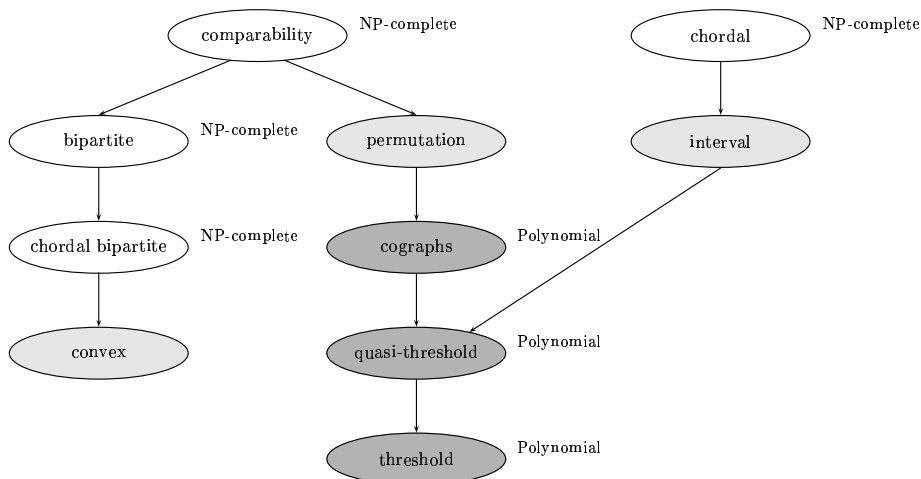 comparability
NP-complete
chordal
NP-complete
bipartite
NP-complete
permutation
interval
chordal bipartite
NP-complete
cographs
Polynomial
convex
quasi-threshold
Polynomial
threshold
Polynomial